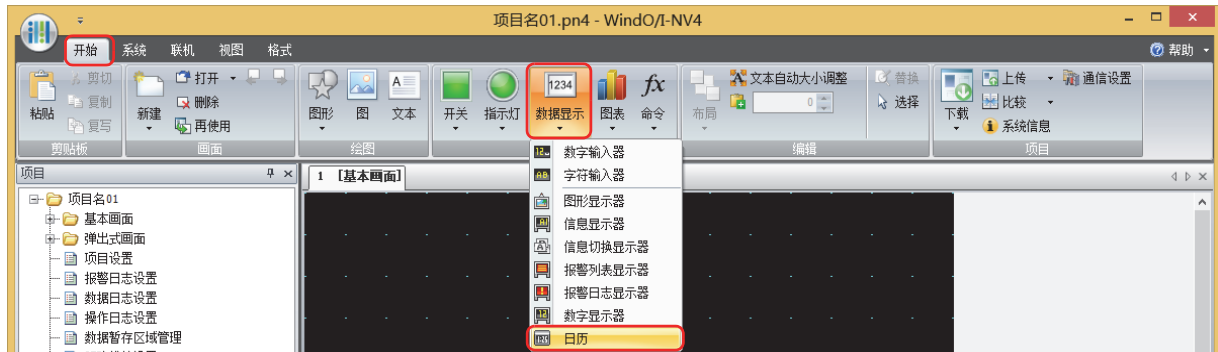 项目名01.pn4 - WindO/I-NV4
开始 系统 联机 视图 格式
帮助
粘贴 剪切 复制 复写
剪贴板
新建 打开 删除 再使用
画面
图形 图 A 文本
绘图
开关 指示灯 1234 数据显示 图表 fx 命令
布局 A 文本自动大小调整 0 替换 选择
编辑
下载 上传 比较 系统信息 通信设置
项目
项目
1 [基本画面]
项目名01
基本画面
弹出式画面
项目设置
报警日志设置
数据日志设置
操作日志设置
数据暂存区域管理
数字输入器
字符输入器
图形显示器
信息显示器
信息切换显示器
报警列表显示器
报警日志显示器
数字显示器
日历